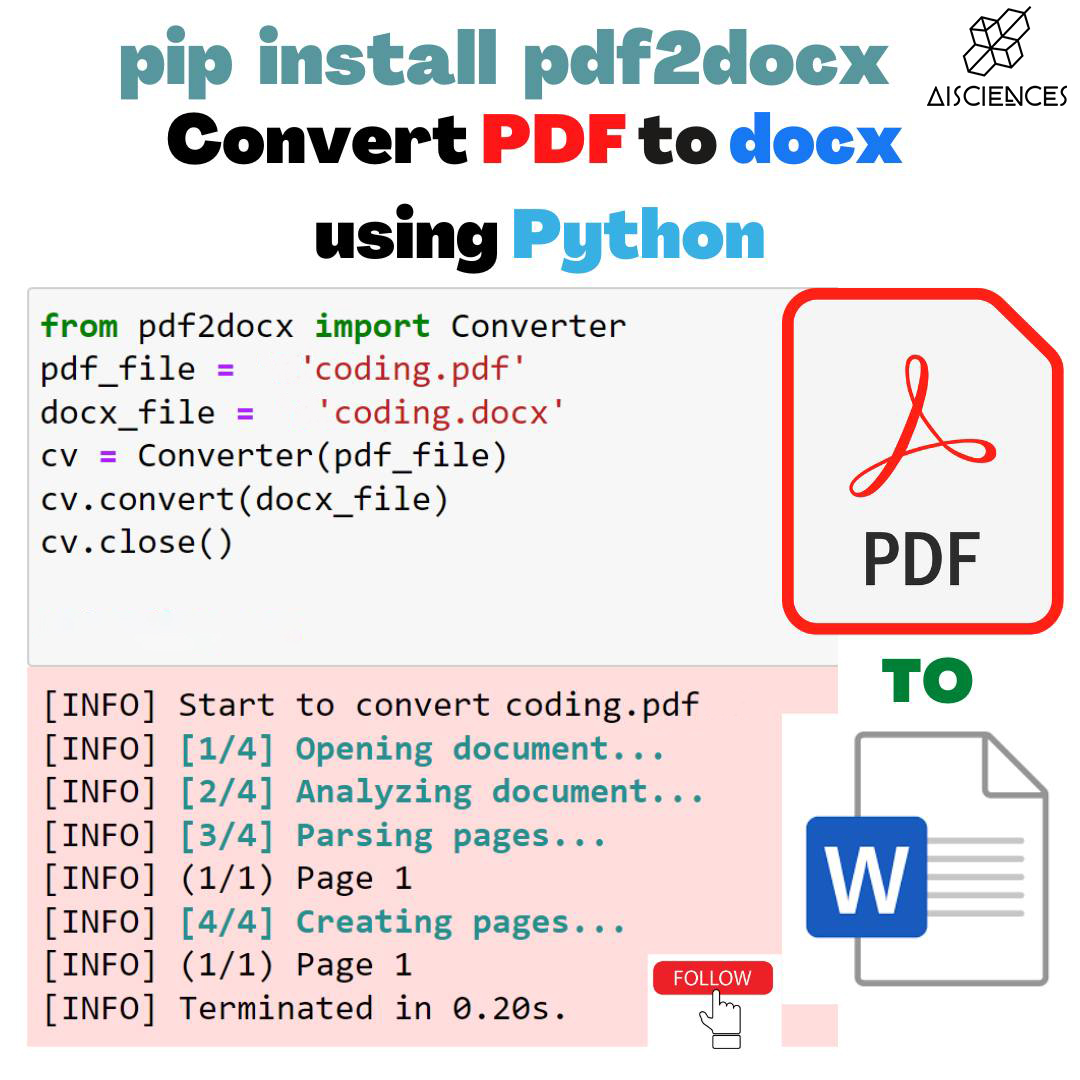 pip install pdf2docx
AISCIENCES
Convert PDF to docx
using Python
from pdf2docx import Converter
pdf_file = 'coding.pdf'
docx_file = 'coding.docx'
cv = Converter(pdf_file)
cv.convert(docx_file)
cv.close()
PDF
TO
[INFO] Start to convert coding.pdf
[INFO] [1/4] Opening document...
[INFO] [2/4] Analyzing document...
[INFO] [3/4] Parsing pages...
[INFO] (1/1) Page 1
[INFO] [4/4] Creating pages...
[INFO] (1/1) Page 1
[INFO] Terminated in 0.20s.
W
FOLLOW